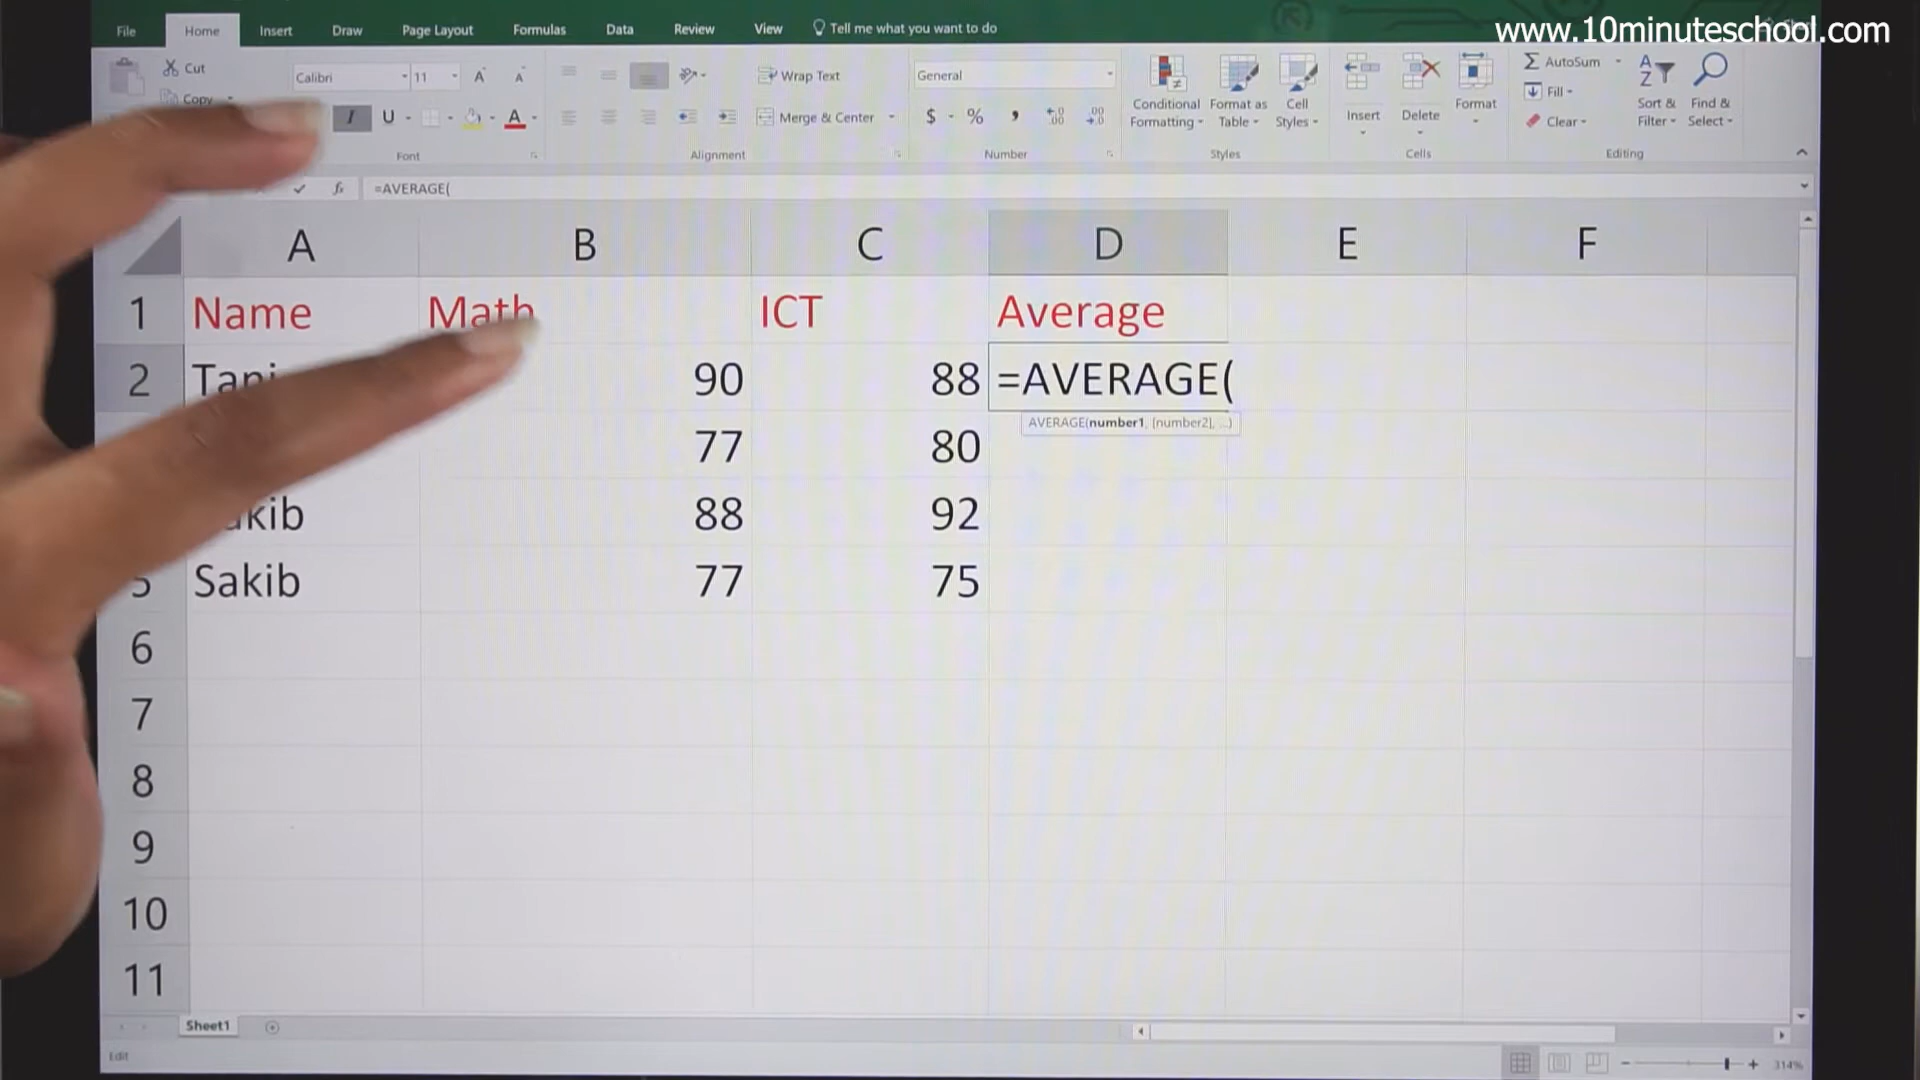 www.10minuteschool.com
File Home Insert Draw Page Layout Formulas Data Review View Tell me what you want to do
Cut
Copy
Calibri 11 A A
I U A
Font
Wrap Text
Merge & Center
Alignment
General
$ % ,
Number
Conditional Formatting
Format as Table
Cell Styles
Styles
Insert Delete Format
Cells
AutoSum
Fill
Clear
Sort & Filter
Find & Select
Editing
fx =AVERAGE(
A B C D E F
1 Name Math ICT Average
2 90 88 =AVERAGE(
AVERAGE(number1, [number2], ...)
77 80
88 92
5 Sakib 77 75
6
7
8
9
10
11
Sheet1
Edit
314%